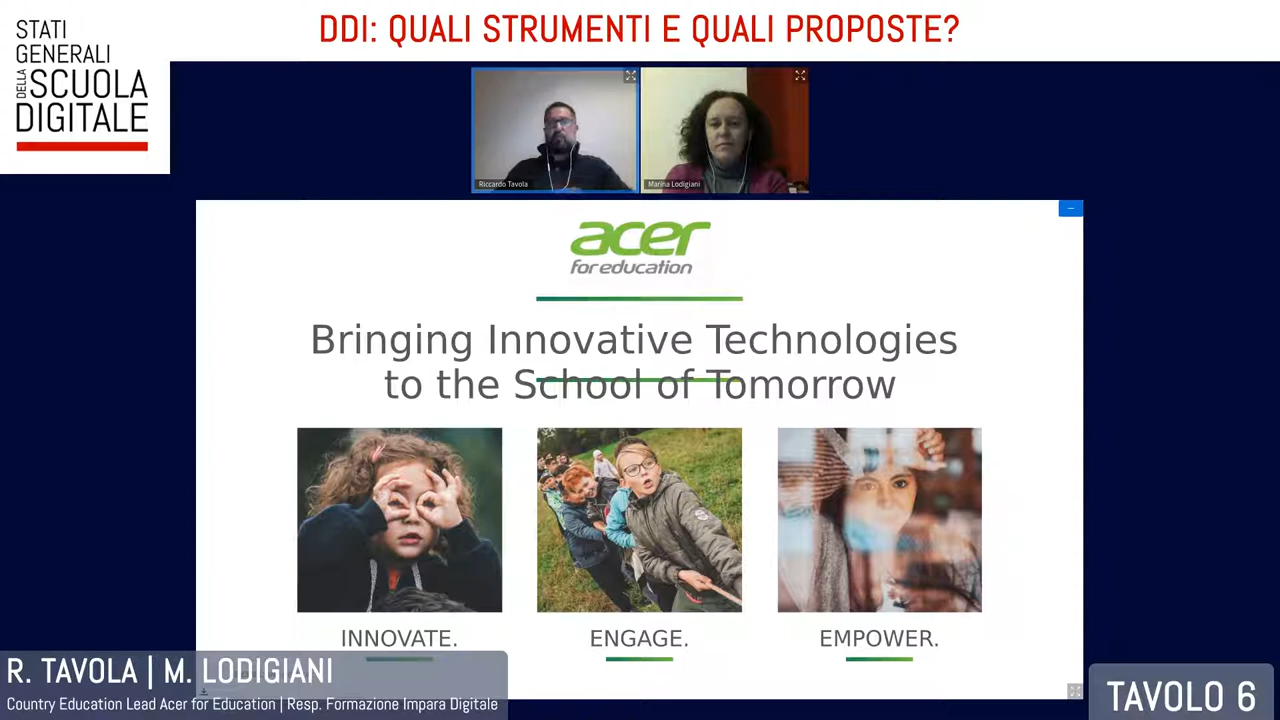 STATI
GENERALI
DELLA SCUOLA
DIGITALE
DDI: QUALI STRUMENTI E QUALI PROPOSTE?
Riccardo Tavola
Marina Lodigiani
acer
for education
Bringing Innovative Technologies
to the School of Tomorrow
INNOVATE.
ENGAGE.
EMPOWER.
R. TAVOLA | M. LODIGIANI
Country Education Lead Acer for Education | Resp. Formazione Impara Digitale
TAVOLO 6